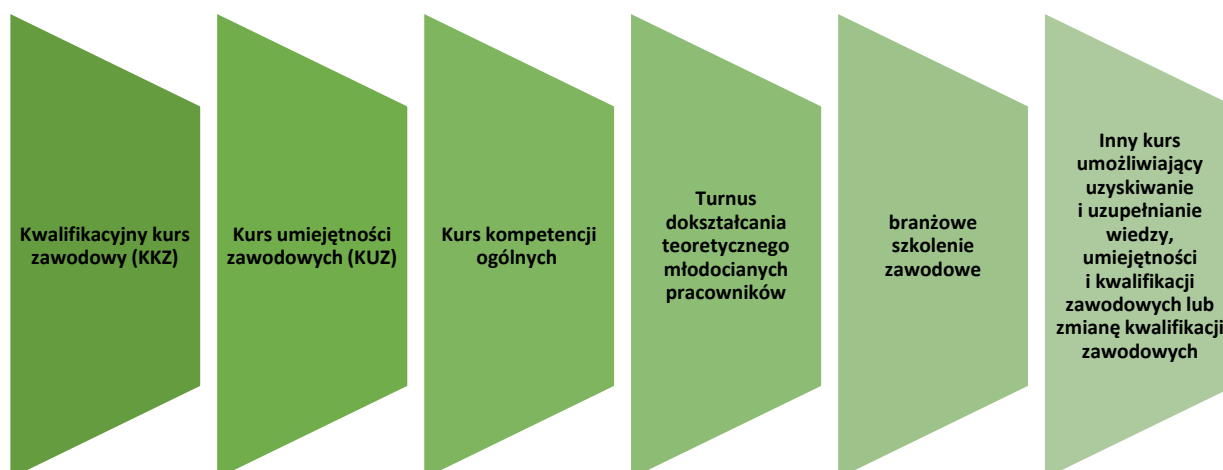 Kwalifikacyjny kurs
zawodowy (KKZ)
Kurs umiejętności
zawodowych (KUZ)
Kurs kompetencji
ogólnych
Turnus
dokształcania
teoretycznego
młodocianych
pracowników
branżowe
szkolenie
zawodowe
Inny kurs
umożliwiający
uzyskiwanie
i uzupełnianie
wiedzy,
umiejętności
i kwalifikacji
zawodowych lub
zmianę kwalifikacji
zawodowych